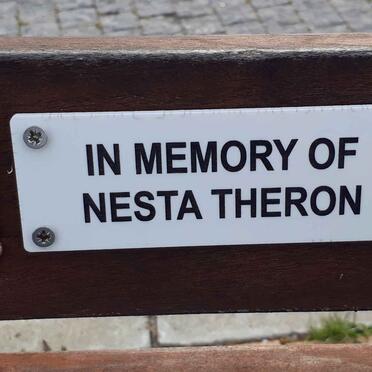 IN MEMORY OF
NESTA THERON